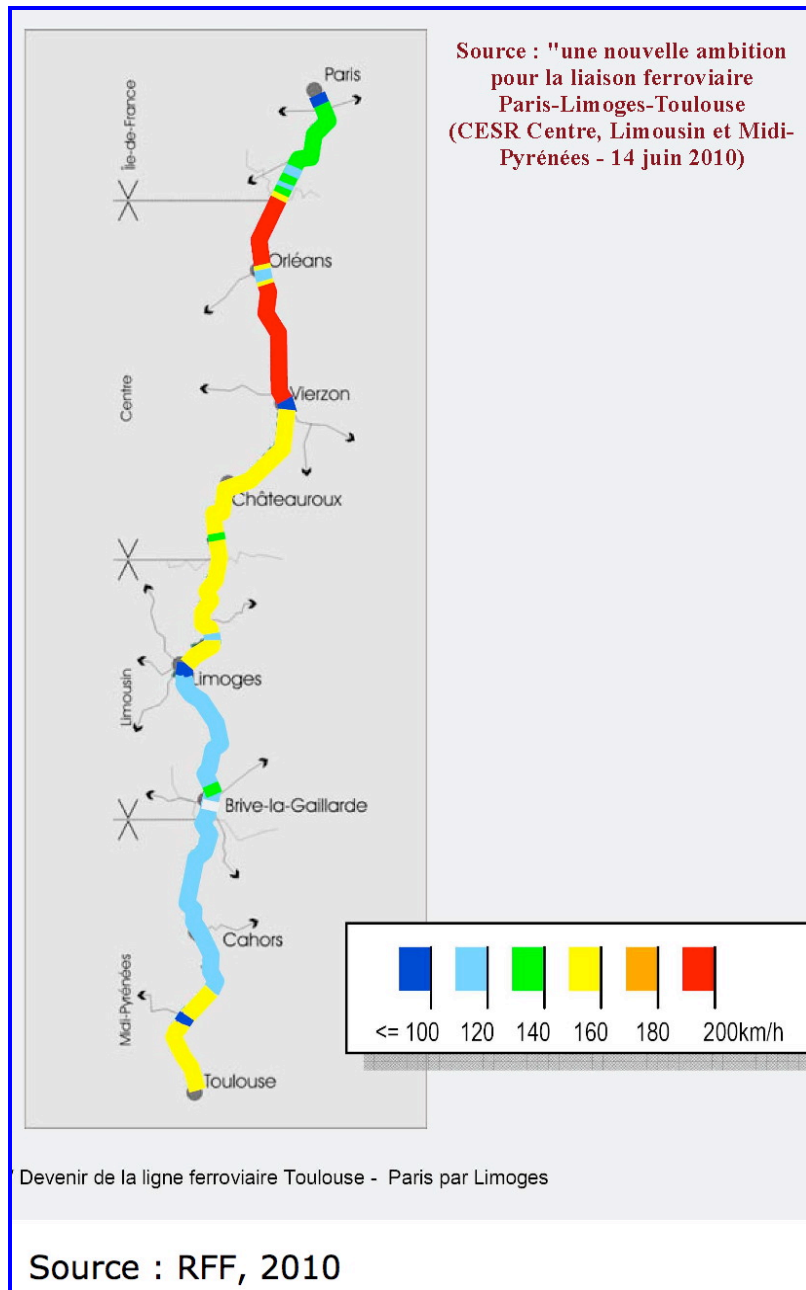 Source : "une nouvelle ambition
pour la liaison ferroviaire
Paris-Limoges-Toulouse
(CESR Centre, Limousin et Midi-
Pyrénées - 14 juin 2010)
Paris
Île-de-France
Orléans
Centre
Vierzon
Châteauroux
Limoges
Limousin
Brive-la-Gaillarde
Cahors
Midi-Pyrénées
Toulouse
<= 100 120 140 160 180 200km/h
' Devenir de la ligne ferroviaire Toulouse - Paris par Limoges
Source : RFF, 2010